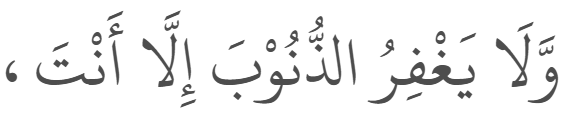 وَّلَا يَغْفِرُ الذُّنُوْبَ إِلَّا أَنْتَ ،